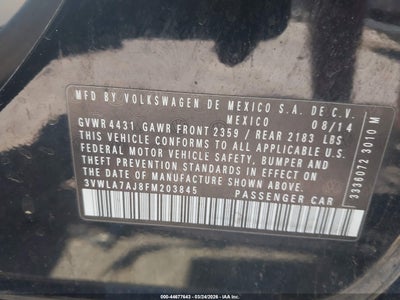 MFD BY VOLKSWAGEN DE MEXICO S.A. DE C.V.
MEXICO 08/14
GVWR 4431 GAWR FRONT 2359 / REAR 2183 LBS
THIS VEHICLE CONFORMS TO ALL APPLICABLE U.S.
FEDERAL MOTOR VEHICLE SAFETY, BUMPER AND
THEFT PREVENTION STANDARDS IN EFFECT ON THE
DATE OF MANUFACTURE SHOWN ABOVE.
3VWLA7AJ8FM203845 PASSENGER CAR
3336072 3010 M
000-44677643 - 03/24/2026 - IAA Inc.